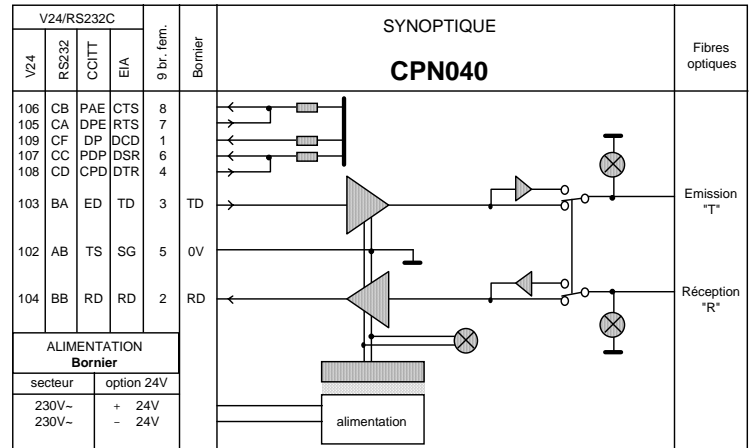 V24/RS232C
V24 RS232 CCITT EIA 9 br. fem. Bornier
SYNOPTIQUE
CPN040
Fibres
optiques
106 CB PAE CTS 8
105 CA DPE RTS 7
109 CF DP DCD 1
107 CC PDP DSR 6
108 CD CPD DTR 4
103 BA ED TD 3 TD
Emission
"T"
102 AB TS SG 5 0V
104 BB RD RD 2 RD
Réception
"R"
ALIMENTATION
Bornier
secteur option 24V
230V~ + 24V
230V~ - 24V
alimentation